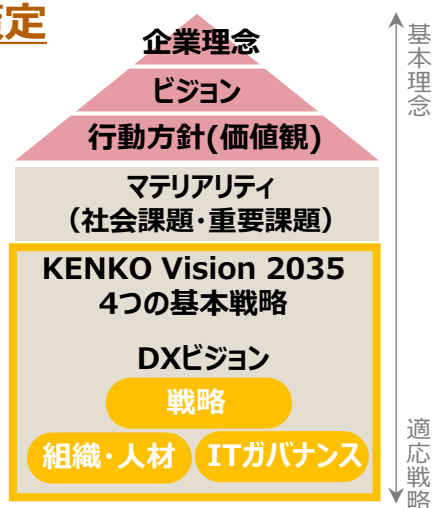 定
企業理念
ビジョン
行動方針(価値観)
マテリアリティ
（社会課題・重要課題）
KENKO Vision 2035
4つの基本戦略
DXビジョン
戦略
組織・人材
ITガバナンス
基本理念
適応戦略